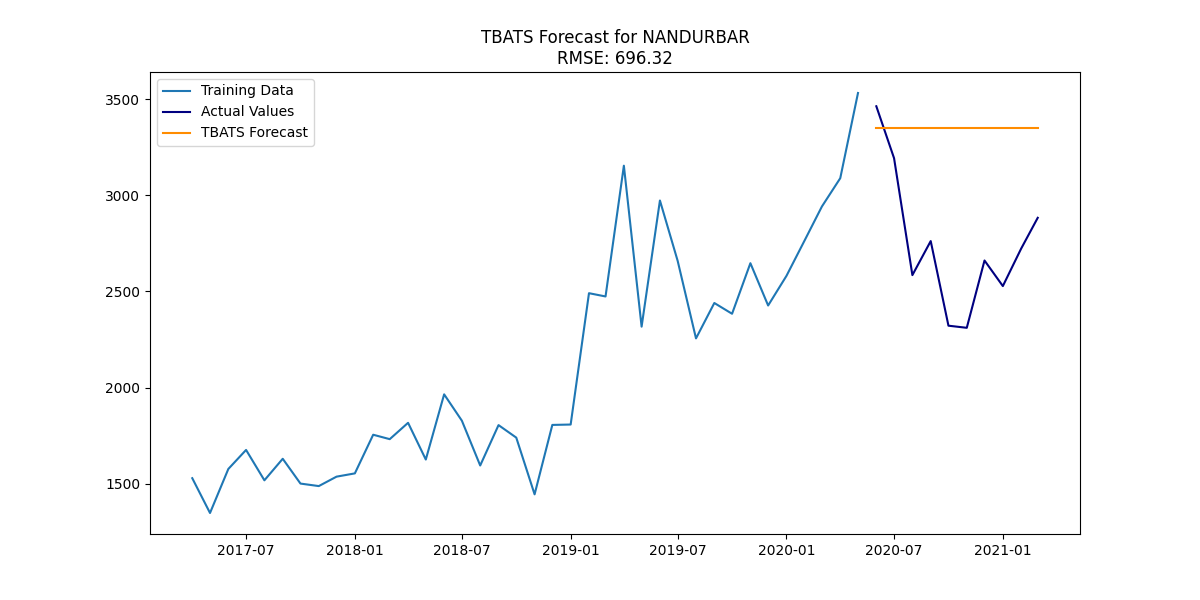 TBATS Forecast for NANDURBAR
RMSE: 696.32
Training Data
Actual Values
TBATS Forecast
3500
3000
2500
2000
1500
2017-07
2018-01
2018-07
2019-01
2019-07
2020-01
2020-07
2021-01